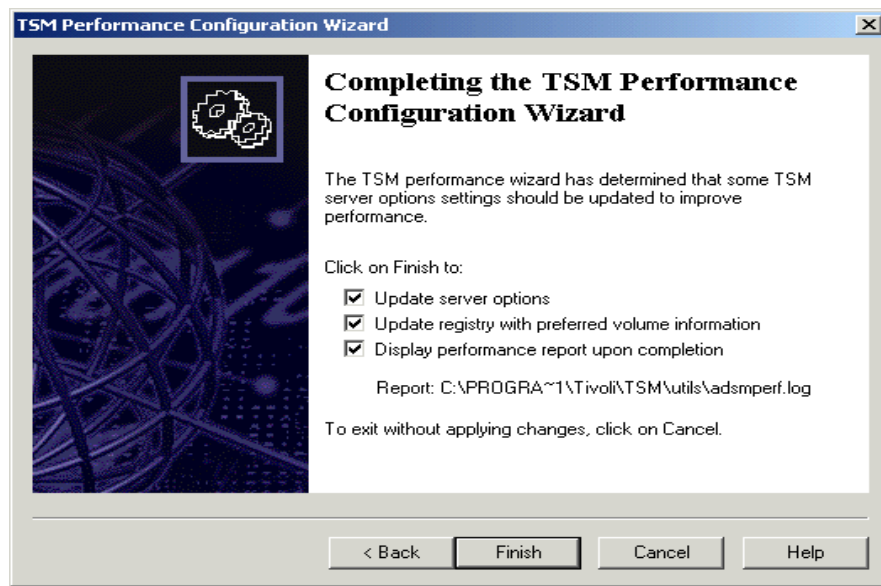 TSM Performance Configuration Wizard
Completing the TSM Performance
Configuration Wizard
The TSM performance wizard has determined that some TSM
server options settings should be updated to improve
performance.
Click on Finish to:
Update server options
Update registry with preferred volume information
Display performance report upon completion
Report: C:\PROGRA~1\Tivoli\TSM\utils\adsmperf.log
To exit without applying changes, click on Cancel.
< Back Finish Cancel Help